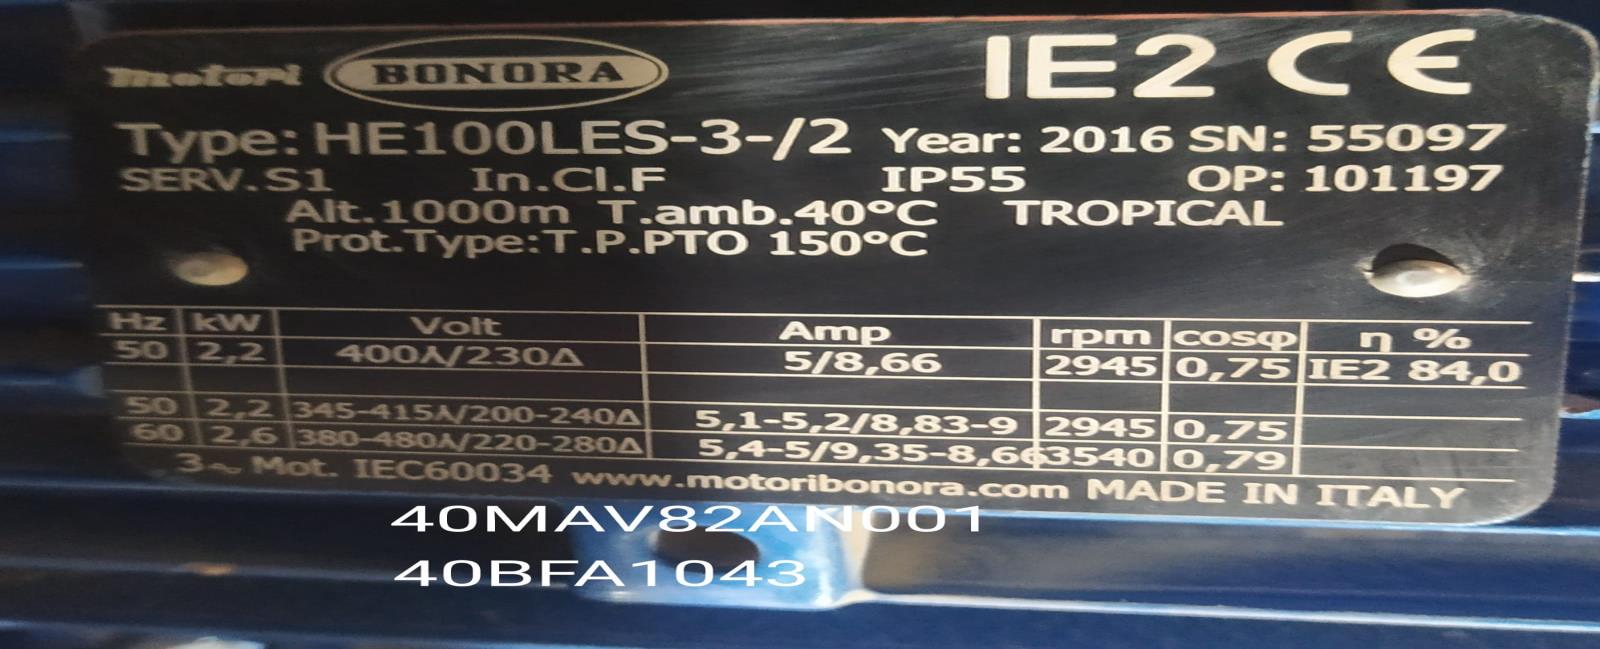 motori BONORA IE2 CE
Type: HE100LES-3-/2 Year: 2016 SN: 55097
SERV.S1 In.Cl.F IP55 OP: 101197
Alt.1000m T.amb.40°C TROPICAL
Prot.Type:T.P.PTO 150°C
Hz kW Volt Amp rpm cosφ η %
50 2,2 400⅄/230Δ 5/8,66 2945 0,75 IE2 84,0
50 2,2 345-415⅄/200-240Δ 5,1-5,2/8,83-9 2945 0,75
60 2,6 380-480⅄/220-280Δ 5,4-5/9,35-8,66 3540 0,79
3~ Mot. IEC60034 www.motoribonora.com MADE IN ITALY
40MAV82AN001
40BFA1043